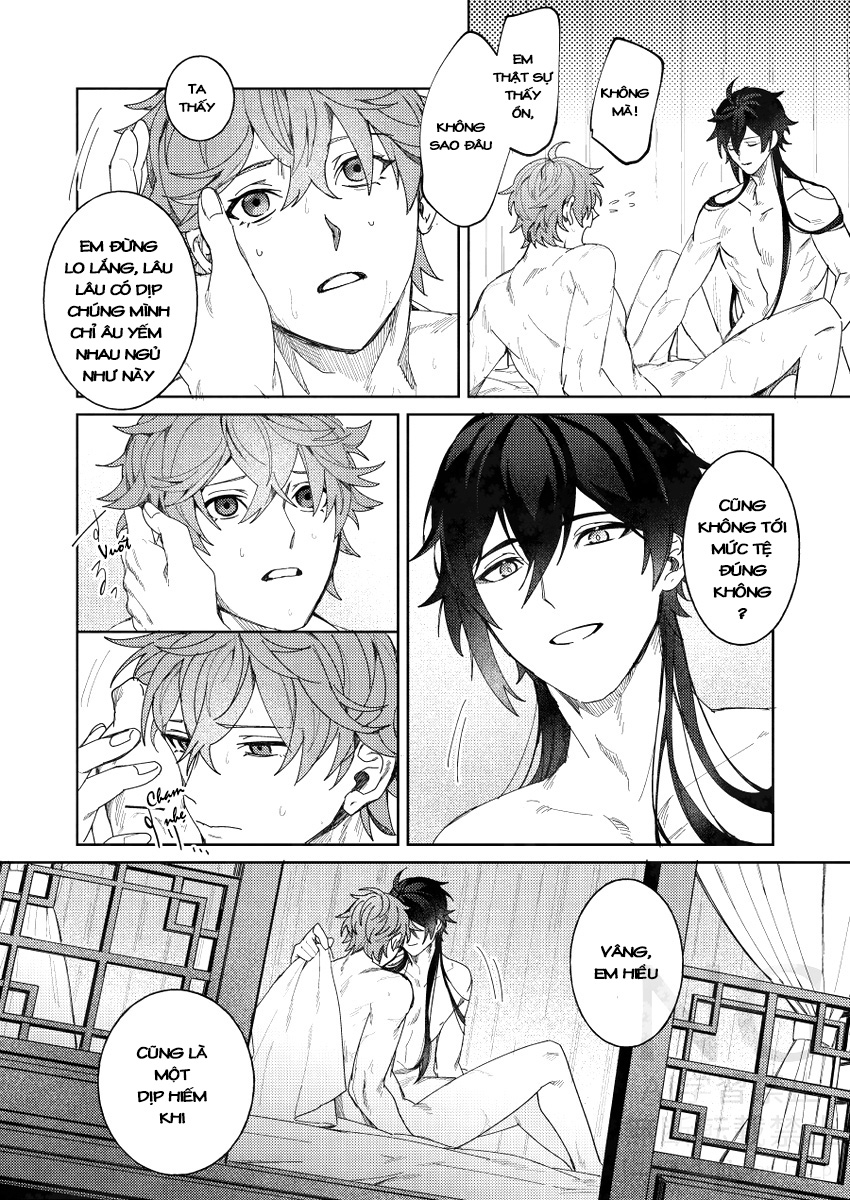 KHÔNG
MÀ!
EM
THẬT SỰ
THẤY
ỔN,
KHÔNG
SAO ĐÂU
TA
THẤY
EM ĐỪNG
LO LẮNG, LÂU
LÂU CÓ DỊP
CHÚNG MÌNH
CHỈ ÂU YẾM
NHAU NGỦ
NHƯ NÀY
CŨNG
KHÔNG TỚI
MỨC TỆ
ĐÚNG
KHÔNG
?
Vuốt
Chạm
nhẹ
VÂNG,
EM HIỂU
CŨNG LÀ
MỘT
DỊP HIẾM
KHI